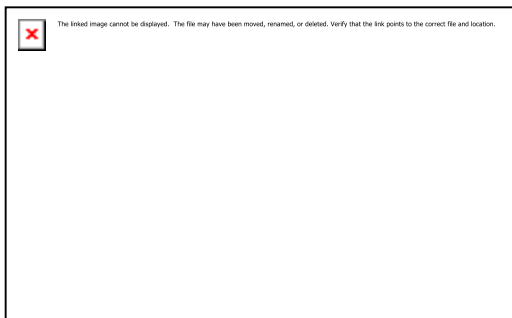 The linked image cannot be displayed.  The file may have been moved, renamed, or deleted. Verify that the link points to the correct file and location.